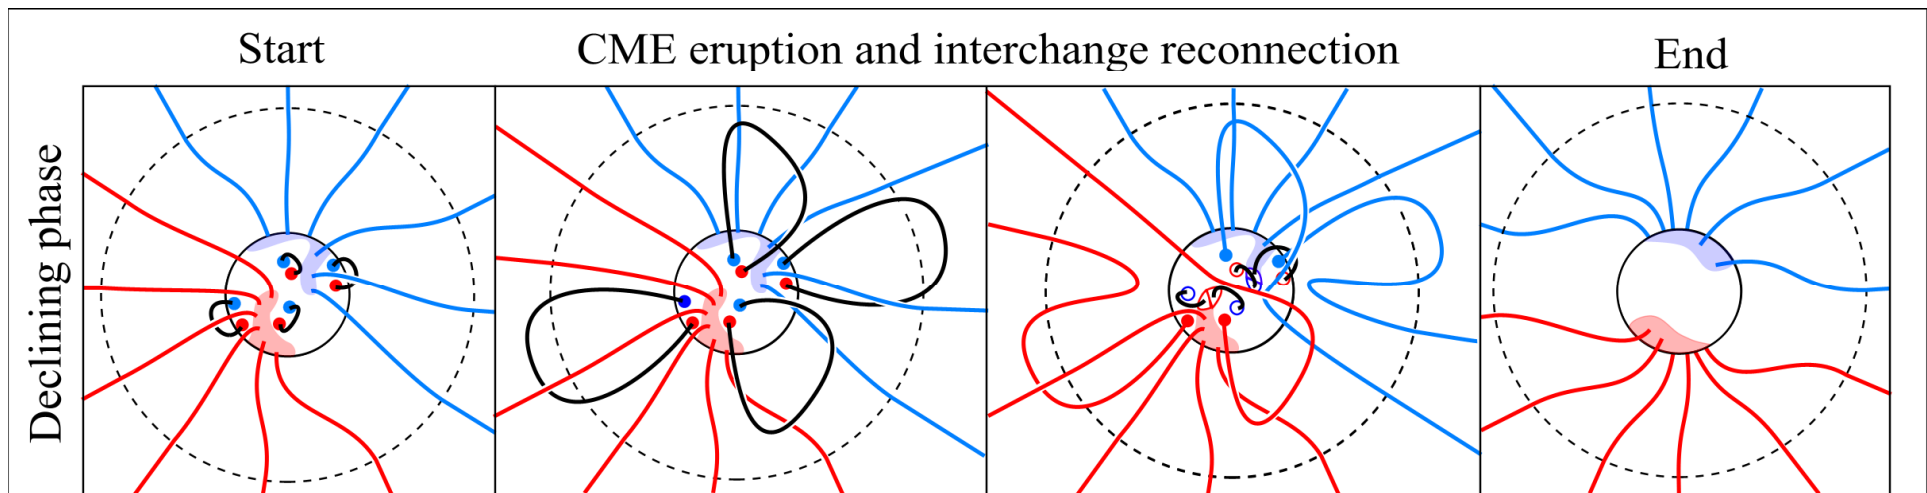 Start
CME eruption and interchange reconnection
End
Declining phase